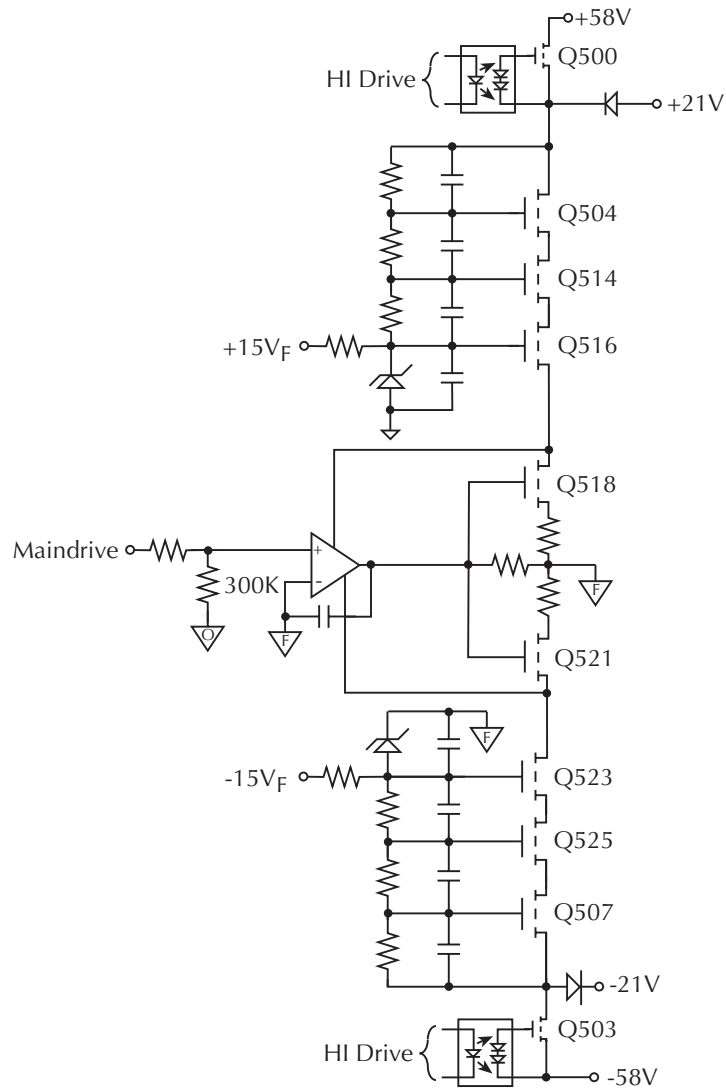 +58V
Q500
HI Drive
+21V
Q504
Q514
+15VF
Q516
Q518
Maindrive
+
-
300K
O
F
F
Q521
F
-15VF
Q523
Q525
Q507
-21V
Q503
HI Drive
-58V